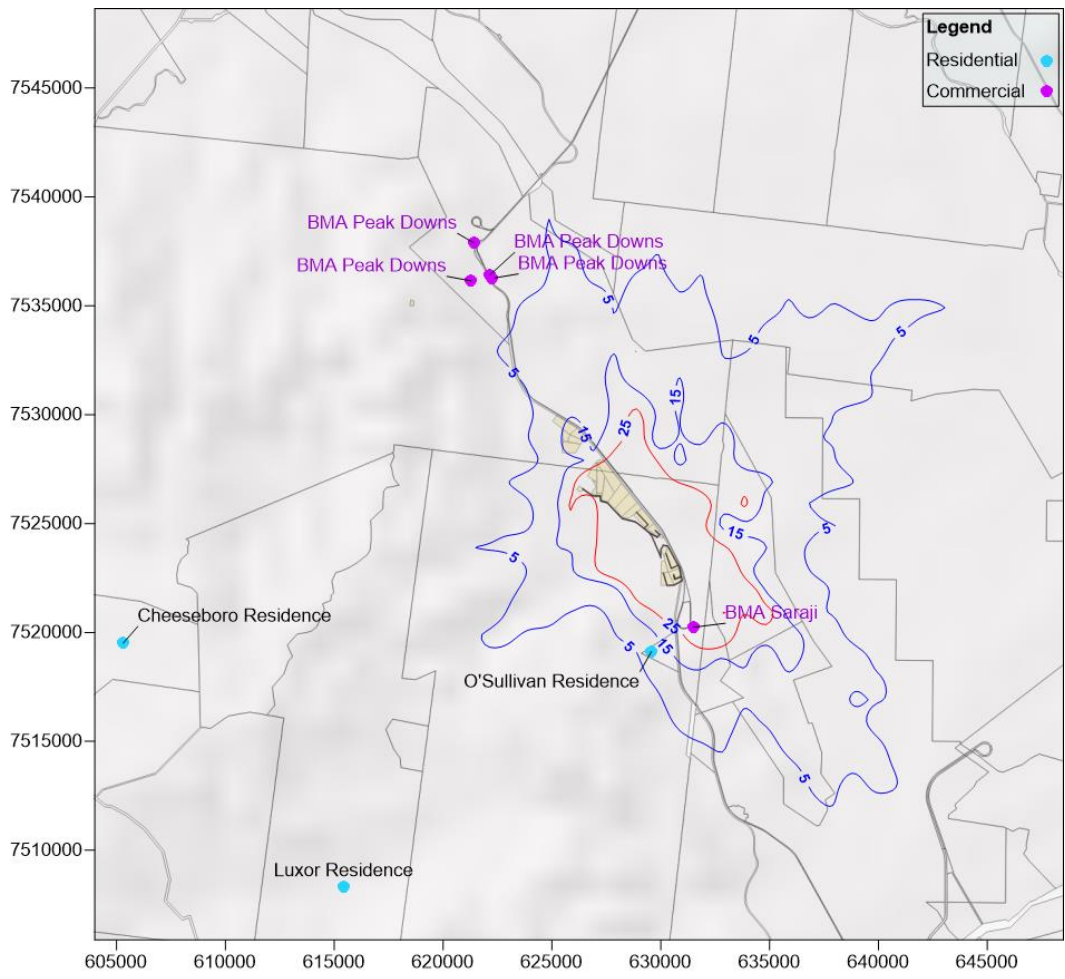 Legend
Residential
Commercial
7545000
7540000
7535000
7530000
7525000
7520000
7515000
7510000
BMA Peak Downs
BMA Peak Downs
BMA Peak Downs
BMA Peak Downs
5
5
5
5
5
15
15
25
15
5
5
BMA Saraji
25
15
5
Cheeseboro Residence
O'Sullivan Residence
5
Luxor Residence
605000
610000
615000
620000
625000
630000
635000
640000
645000